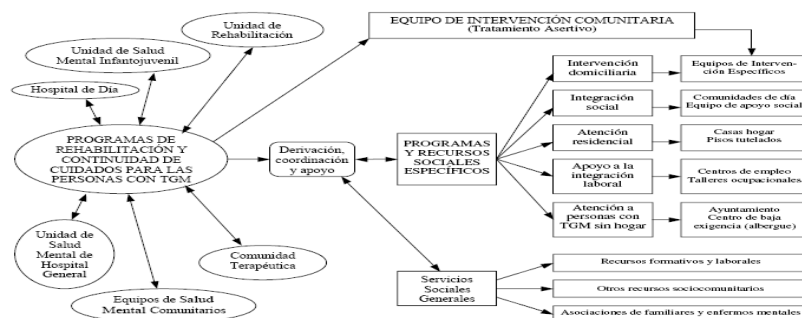 Unidad de
Rehabilitación
EQUIPO DE INTERVENCIÓN COMUNITARIA
(Tratamiento Asertivo)
Unidad de Salud
Mental Infantojuvenil
Hospital de Día
PROGRAMAS DE
REHABILITACIÓN Y
CONTINUIDAD DE
CUIDADOS PARA LAS
PERSONAS CON TGM
Unidad de
Salud
Mental de
Hospital
General
Equipos de Salud
Mental Comunitarios
Comunidad
Terapéutica
Derivación,
coordinación
y apoyo
PROGRAMAS
Y RECURSOS
SOCIALES
ESPECÍFICOS
Intervención
domiciliaria
Equipos de Interven-
ción Específicos
Integración
social
Comunidades de día
Equipo de apoyo social
Atención
residencial
Casas hogar
Pisos tutelados
Apoyo a la
integración
laboral
Centros de empleo
Talleres ocupacionales
Atención a
personas con
TGM sin hogar
Ayuntamiento
Centro de baja
exigencia (albergue)
Servicios
Sociales
Generales
Recursos formativos y laborales
Otros recursos sociocomunitarios
Asociaciones de familiares y enfermos mentales